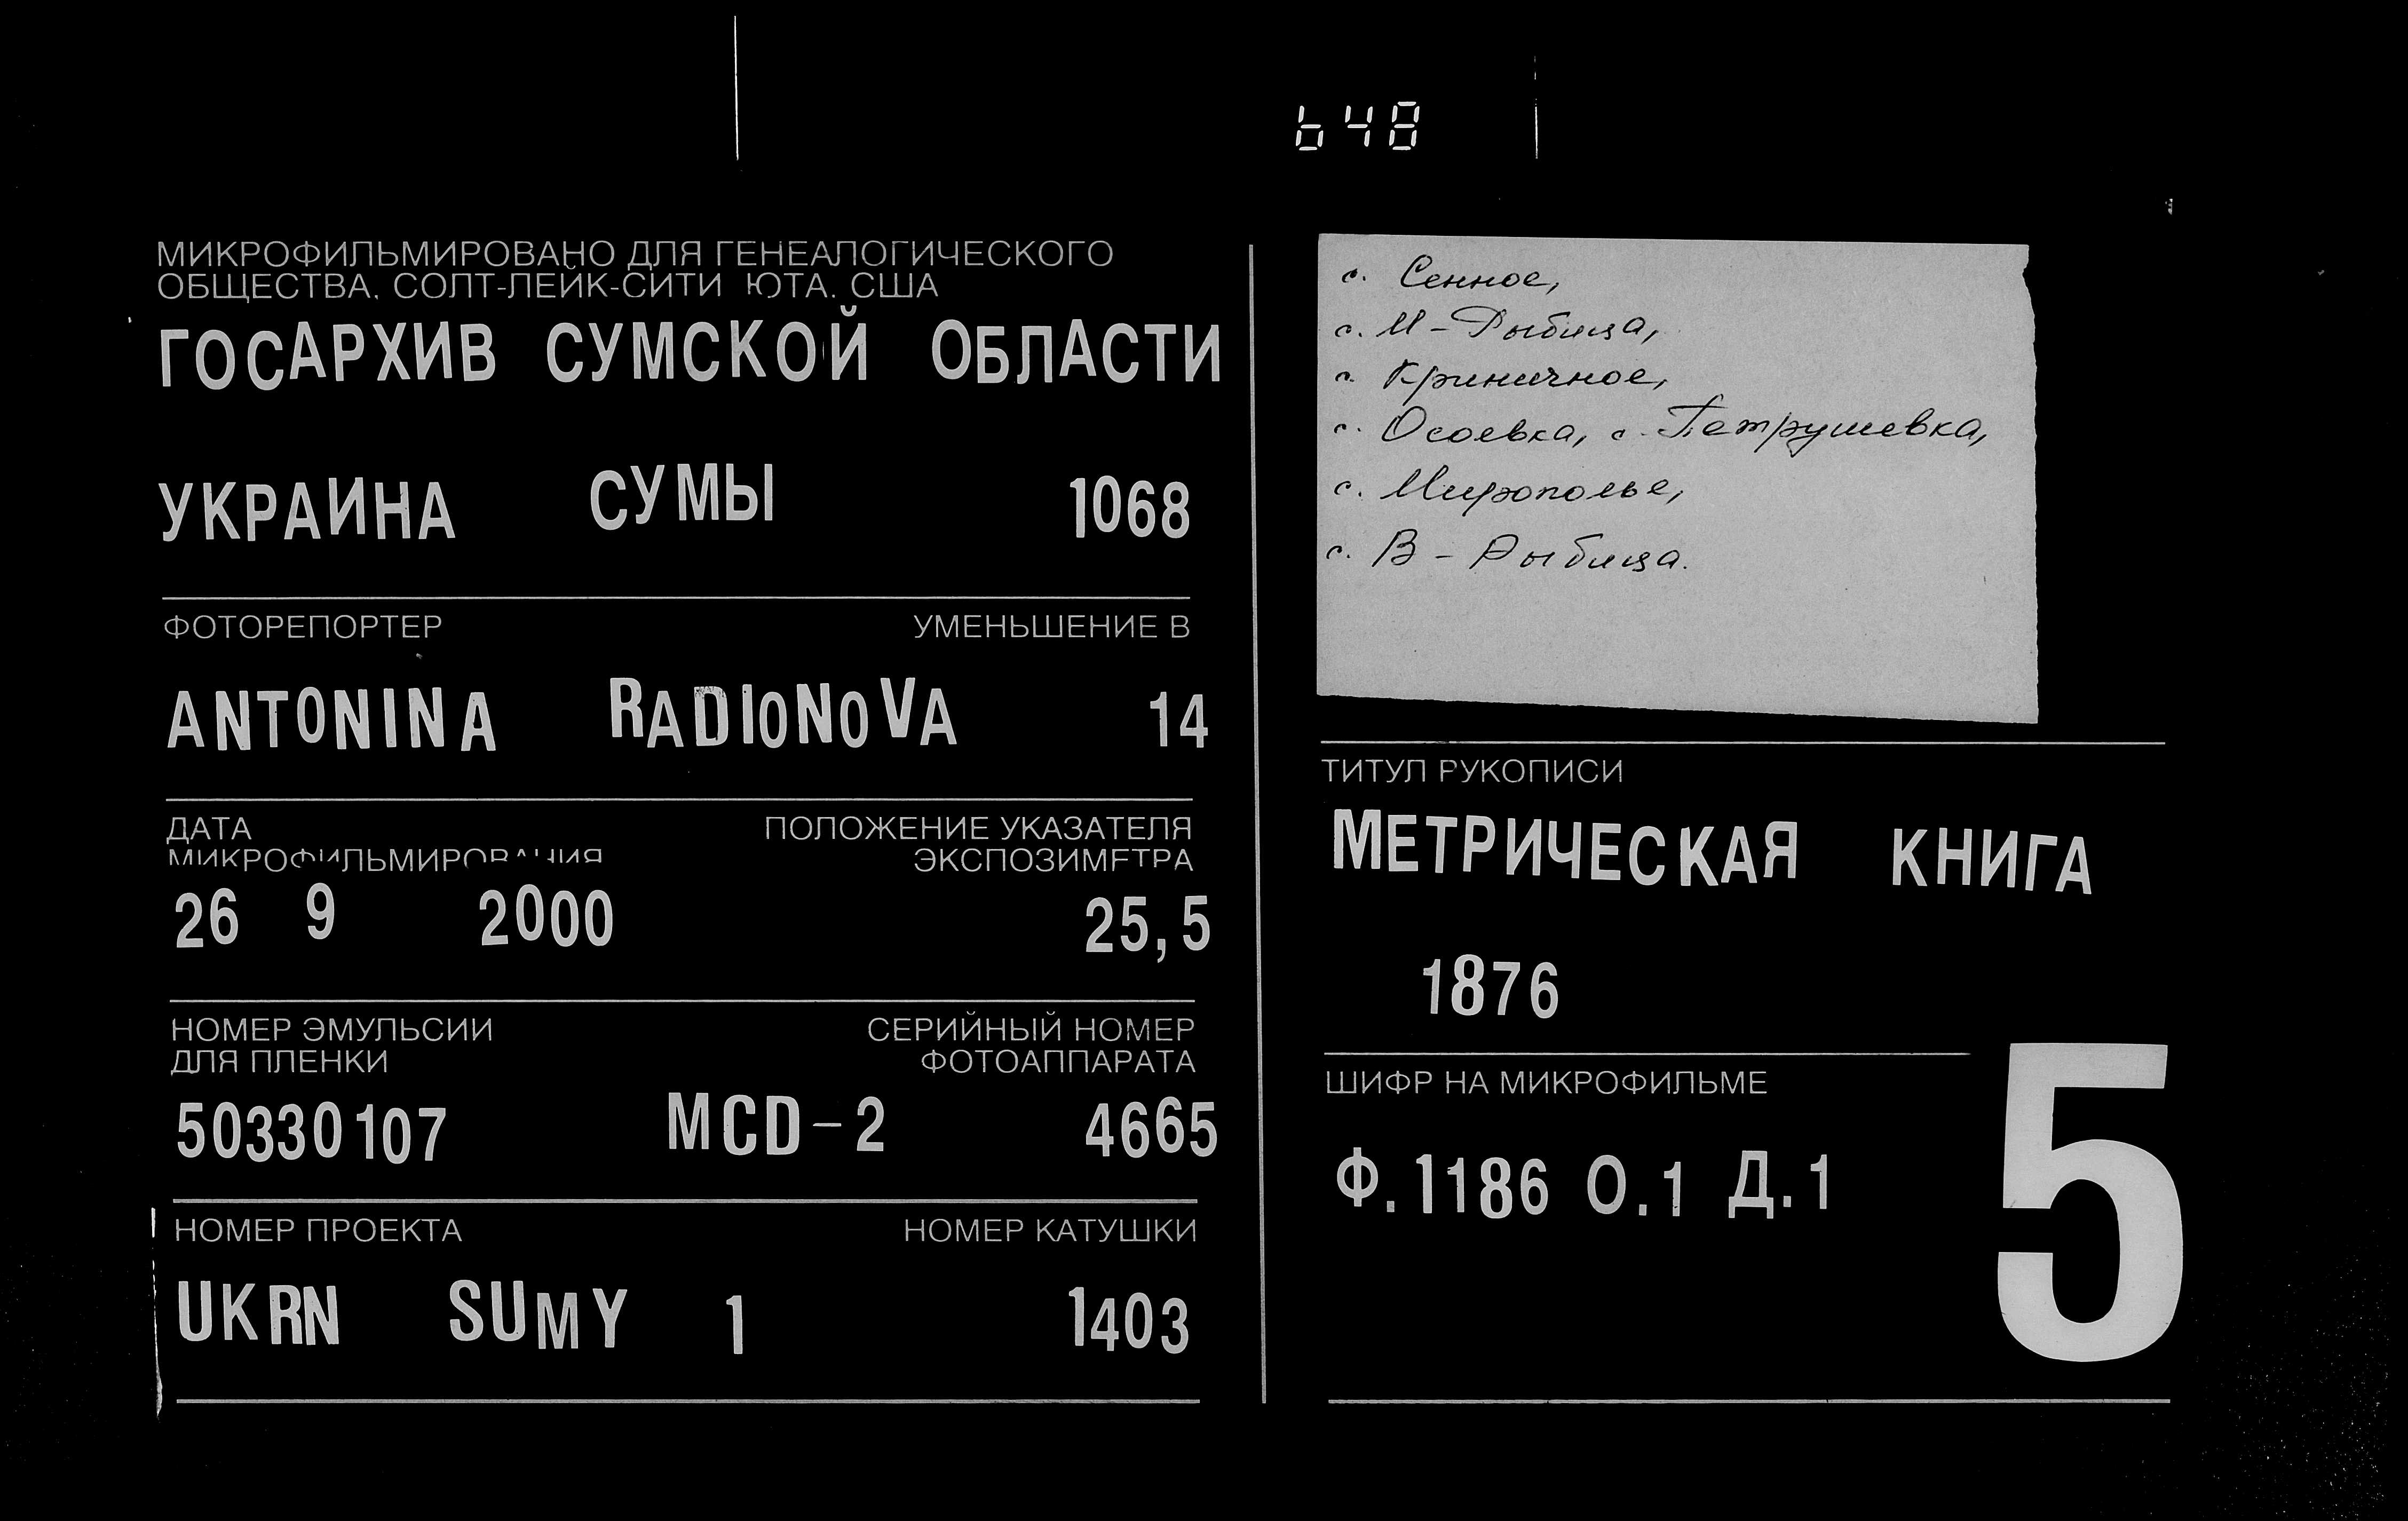 648
МИКРОФИЛЬМИРОВАНО ДЛЯ ГЕНЕАЛОГИЧЕСКОГО
ОБЩЕСТВА, СОЛТ-ЛЕЙК-СИТИ ЮТА, США
ГОСАРХИВ СУМСКОЙ ОБЛАСТИ
УКРАИНА СУМЫ 1068
ФОТОРЕПОРТЕР УМЕНЬШЕНИЕ В
ANTONINA RADIONOVA 14
ДАТА ПОЛОЖЕНИЕ УКАЗАТЕЛЯ
МИКРОФИЛЬМИРОВАНИЯ ЭКСПОЗИМЕТРА
26 9 2000 25,5
НОМЕР ЭМУЛЬСИИ СЕРИЙНЫЙ НОМЕР
ДЛЯ ПЛЕНКИ ФОТОАППАРАТА
50330107 MCD-2 4665
НОМЕР ПРОЕКТА НОМЕР КАТУШКИ
UKRN SUMY 1 1403
с. Сенное,
с. М-Рыбица,
с. Криничное,
с. Осоевка, с. Петрушевка,
с. Мирополье,
с. В-Рыбица.
ТИТУЛ РУКОПИСИ
МЕТРИЧЕСКАЯ КНИГА
1876
ШИФР НА МИКРОФИЛЬМЕ
Ф.1186 О.1 Д.1
5